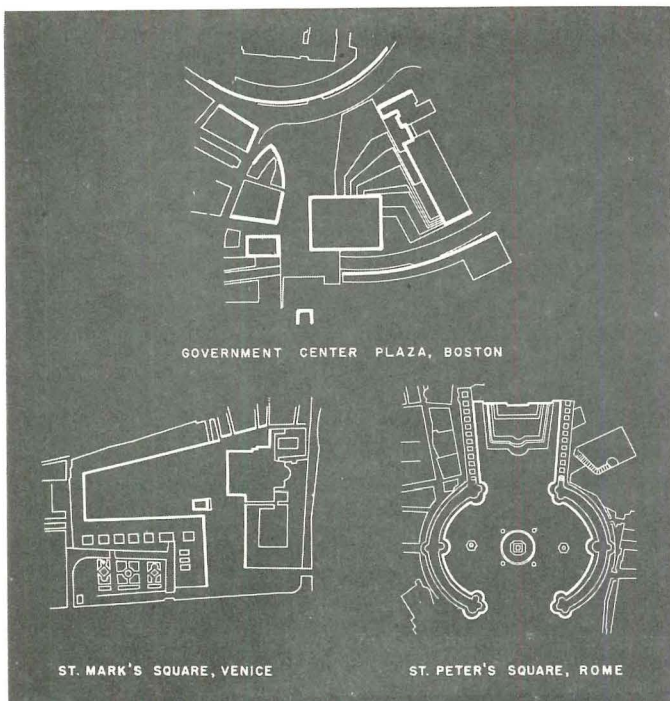 GOVERNMENT CENTER PLAZA, BOSTON
ST. MARK'S SQUARE, VENICE
ST. PETER'S SQUARE, ROME